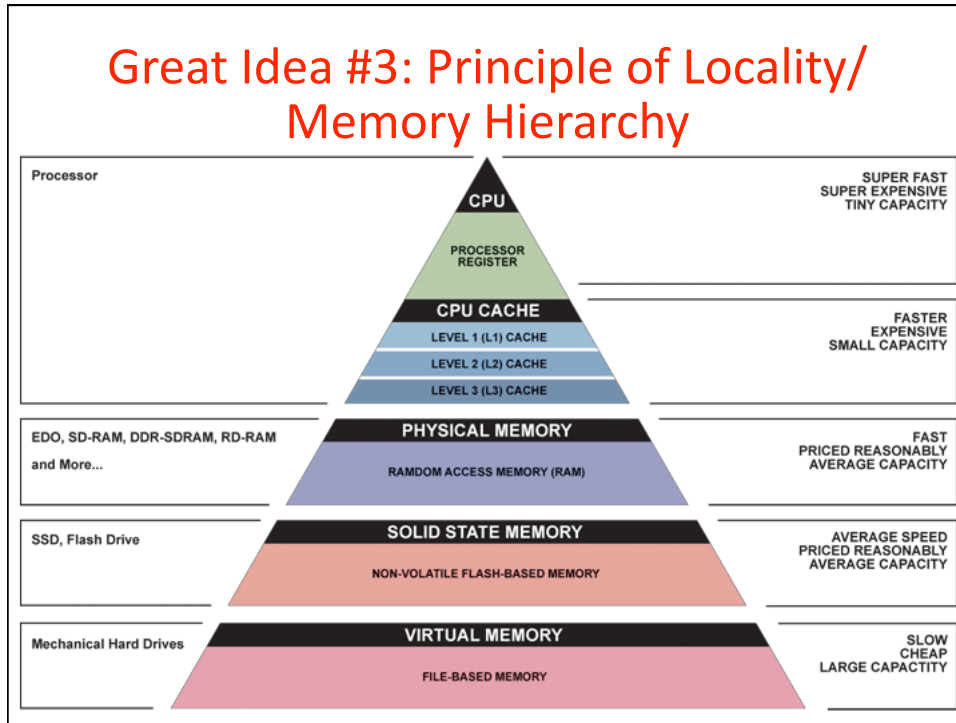 Great Idea #3: Principle of Locality/
Memory Hierarchy
Processor
CPU
SUPER FAST
SUPER EXPENSIVE
TINY CAPACITY
PROCESSOR
REGISTER
CPU CACHE
LEVEL 1 (L1) CACHE
LEVEL 2 (L2) CACHE
LEVEL 3 (L3) CACHE
FASTER
EXPENSIVE
SMALL CAPACITY
EDO, SD-RAM, DDR-SDRAM, RD-RAM
and More...
PHYSICAL MEMORY
RAMDOM ACCESS MEMORY (RAM)
FAST
PRICED REASONABLY
AVERAGE CAPACITY
SSD, Flash Drive
SOLID STATE MEMORY
NON-VOLATILE FLASH-BASED MEMORY
AVERAGE SPEED
PRICED REASONABLY
AVERAGE CAPACITY
Mechanical Hard Drives
VIRTUAL MEMORY
FILE-BASED MEMORY
SLOW
CHEAP
LARGE CAPACTITY